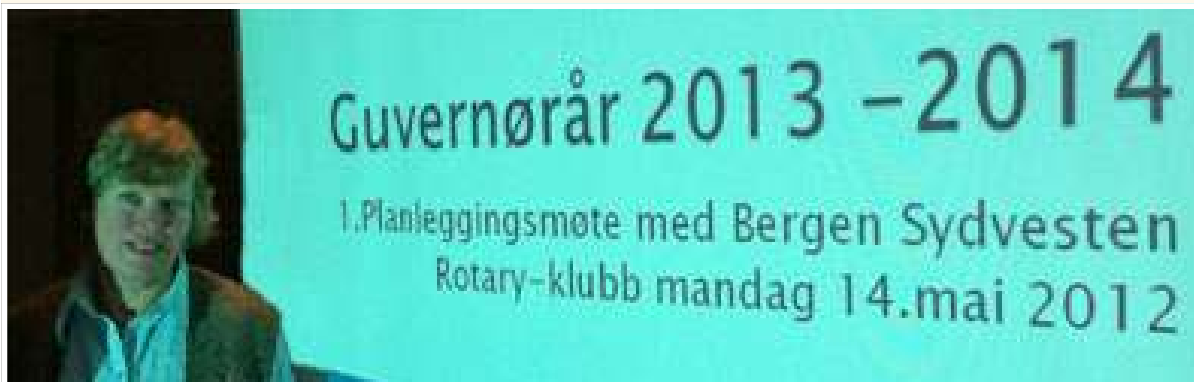 Guvernørår 2013 –2014
1.Planleggingsmøte med Bergen Sydvesten
Rotary-klubb mandag 14.mai 2012